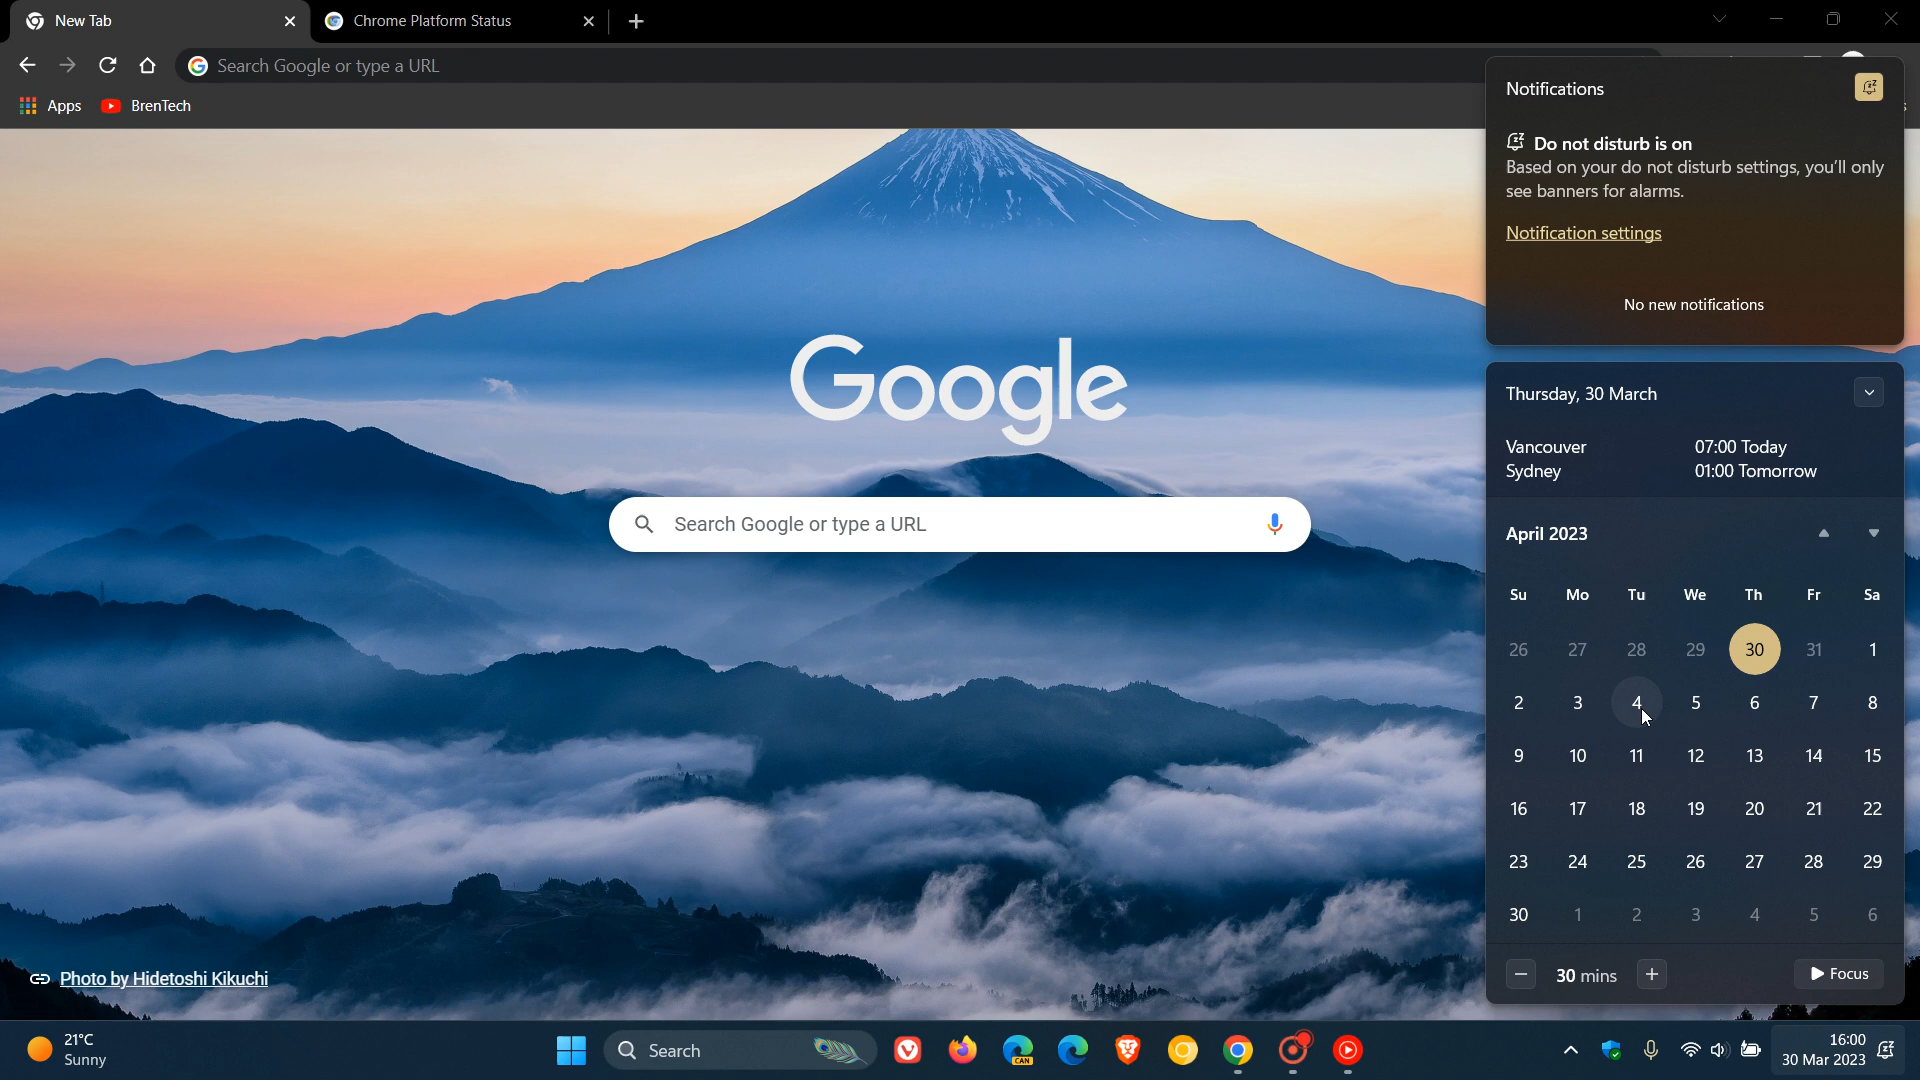 New Tab
Chrome Platform Status
Search Google or type a URL
Apps
BrenTech
Notifications
Do not disturb is on
Based on your do not disturb settings, you'll only
see banners for alarms.
Notification settings
No new notifications
Google
Search Google or type a URL
Thursday, 30 March
Vancouver 07:00 Today
Sydney 01:00 Tomorrow
April 2023
Su Mo Tu We Th Fr Sa
26 27 28 29 30 31 1
2 3 4 5 6 7 8
9 10 11 12 13 14 15
16 17 18 19 20 21 22
23 24 25 26 27 28 29
30 1 2 3 4 5 6
30 mins
Focus
Photo by Hidetoshi Kikuchi
21°C
Sunny
Search
CAN
16:00
30 Mar 2023